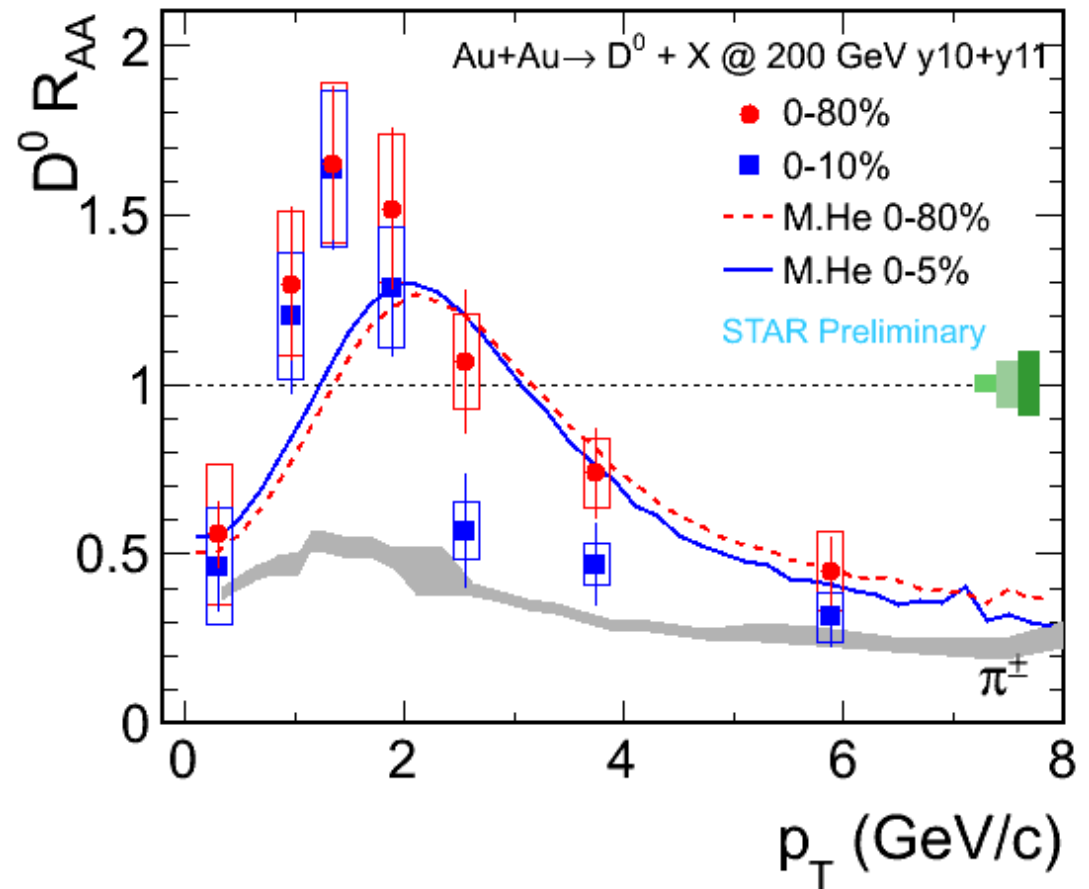 Au+Au→ D⁰ + X @ 200 GeV y10+y11
0-80%
0-10%
M.He 0-80%
M.He 0-5%
STAR Preliminary
D⁰ R_AA
2
1.5
1
0.5
0
π±
0 2 4 6 8
p_T (GeV/c)